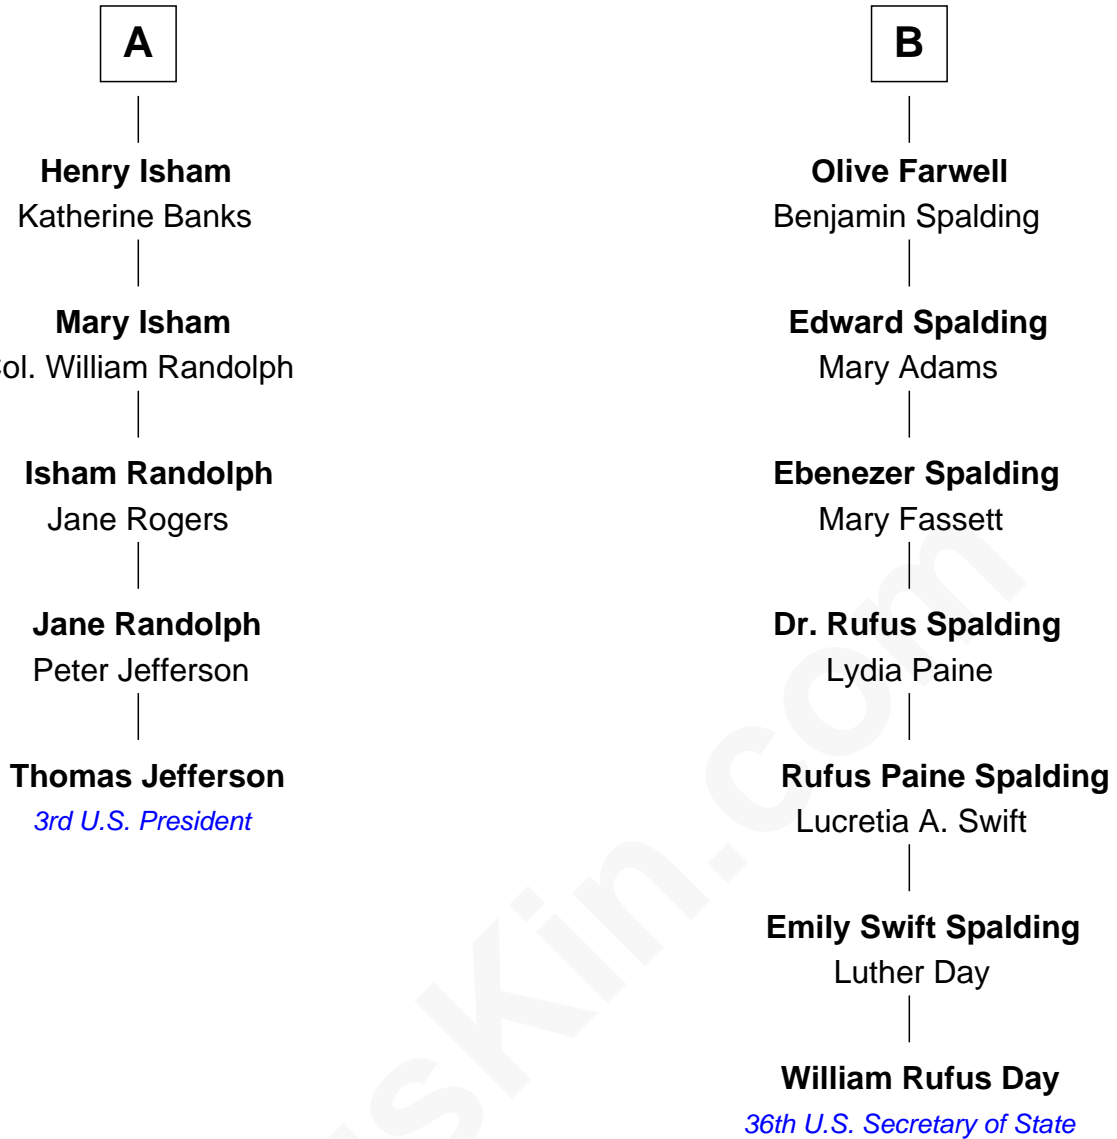 A
Henry Isham
Katherine Banks
Mary Isham
Col. William Randolph
Isham Randolph
Jane Rogers
Jane Randolph
Peter Jefferson
Thomas Jefferson
3rd U.S. President
B
Olive Farwell
Benjamin Spalding
Edward Spalding
Mary Adams
Ebenezer Spalding
Mary Fassett
Dr. Rufus Spalding
Lydia Paine
Rufus Paine Spalding
Lucretia A. Swift
Emily Swift Spalding
Luther Day
William Rufus Day
36th U.S. Secretary of State
usKin.com